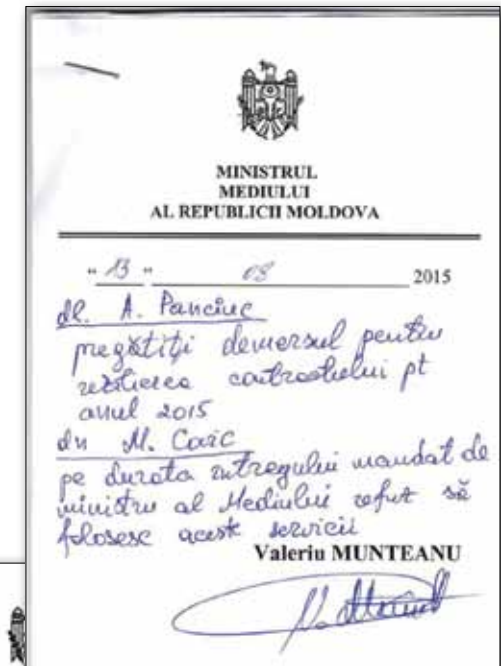 MINISTRUL
MEDIULUI
AL REPUBLICII MOLDOVA
" 13 " 08 2015
dl. A. Panciuc
pregătiți demersul pentru
rezilierea contractului pt
anul 2015
dn M. Caic
pe durata întregului mandat de
ministru al Mediului refuz să
folosesc aceste servicii
Valeriu MUNTEANU